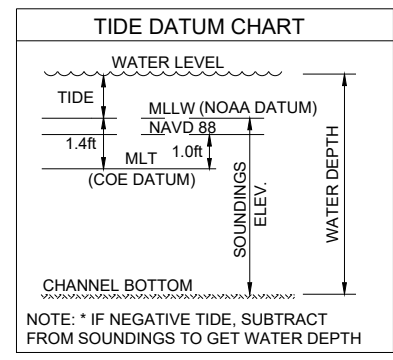 TIDE DATUM CHART
WATER LEVEL
TIDE
MLLW (NOAA DATUM)
NAVD 88
1.4ft
1.0ft
MLT
(COE DATUM)
SOUNDINGS
ELEV.
WATER DEPTH
CHANNEL BOTTOM
NOTE: * IF NEGATIVE TIDE, SUBTRACT
FROM SOUNDINGS TO GET WATER DEPTH